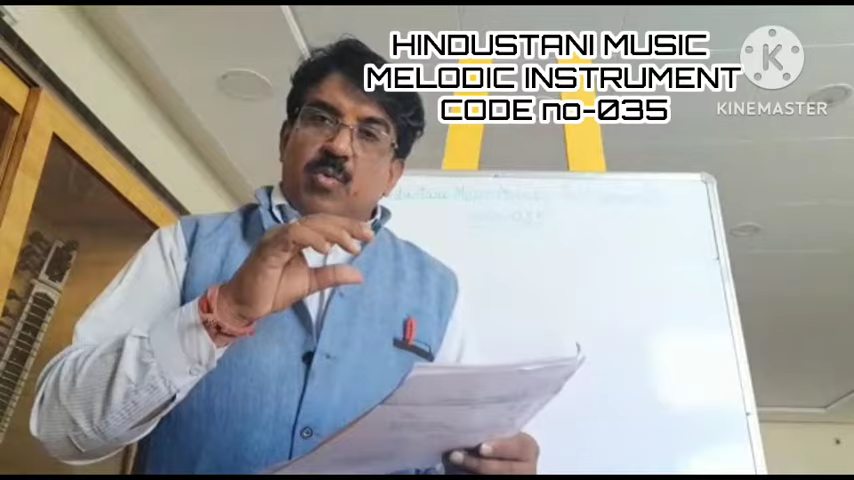 HINDUSTANI MUSIC
MELODIC INSTRUMENT
CODE no-035
K
KINEMASTER